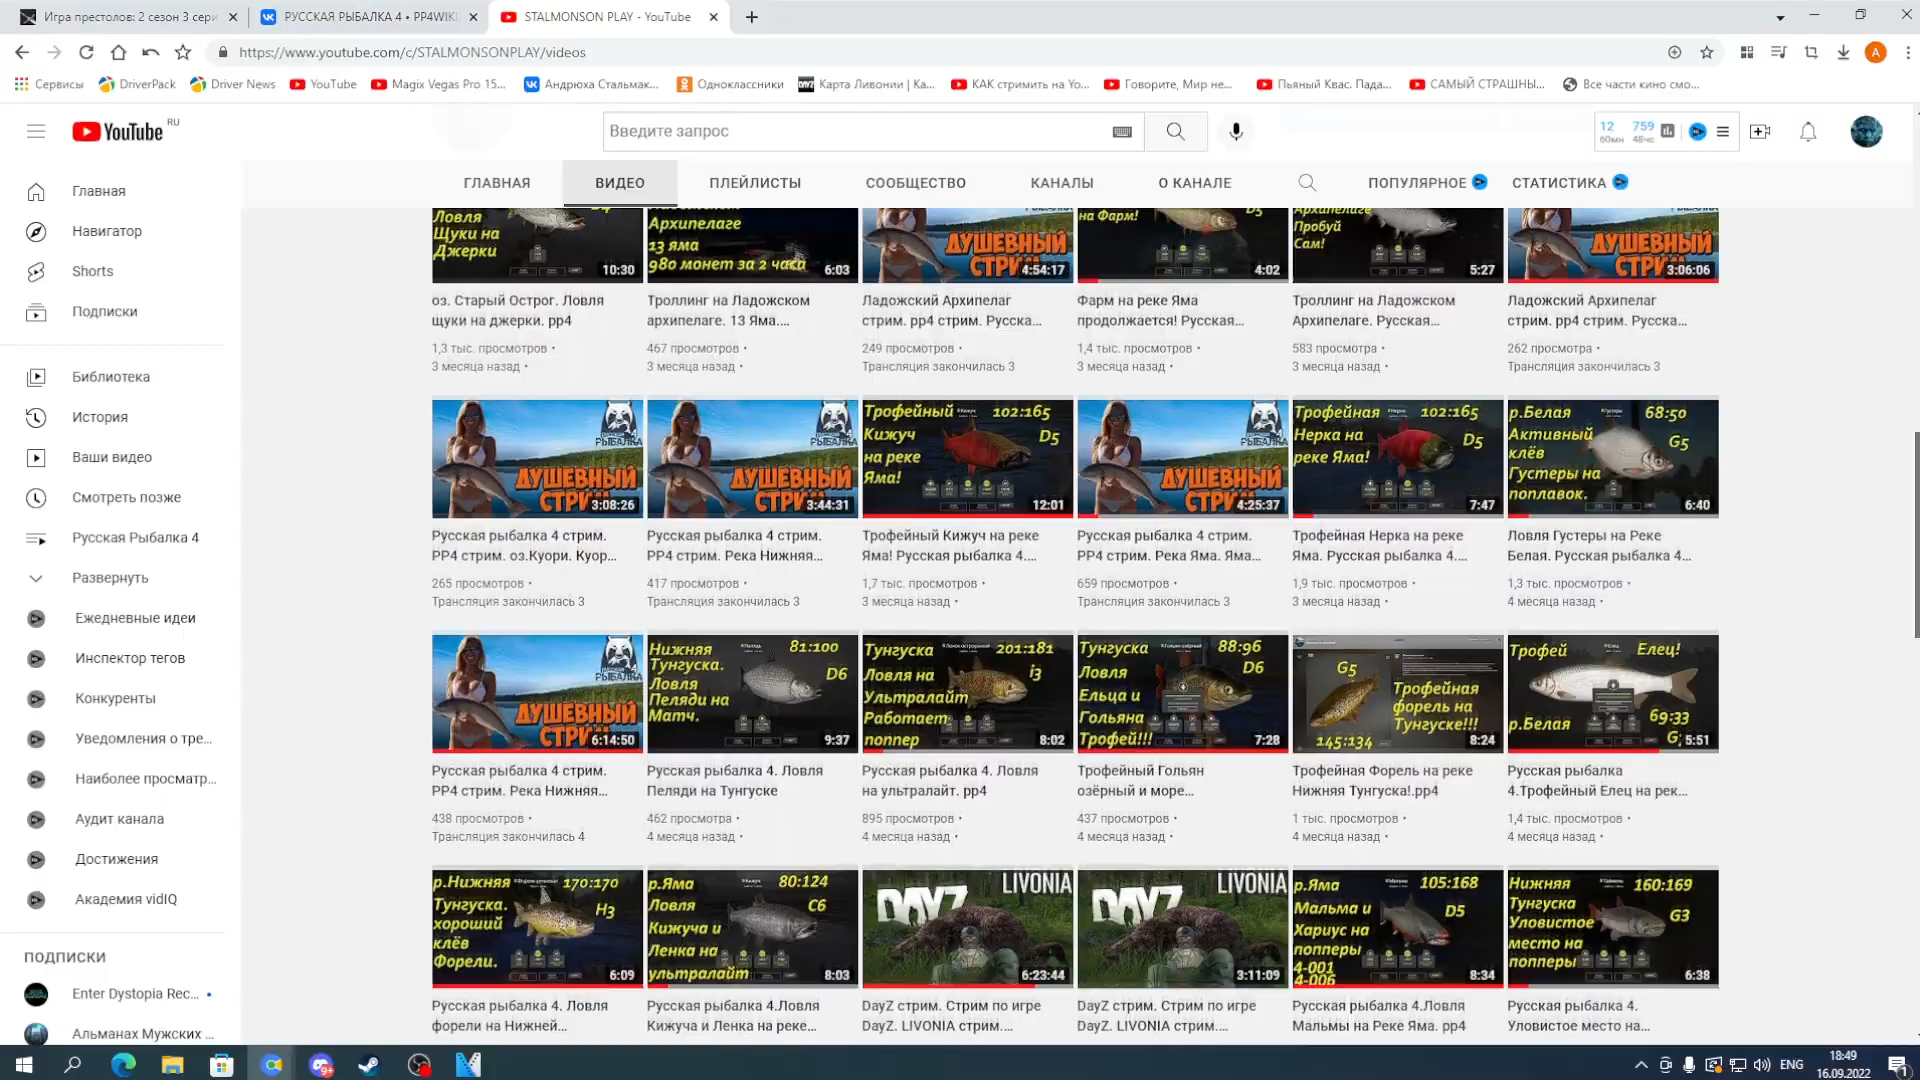 Игра престолов: 2 сезон 3 сери
РУССКАЯ РЫБАЛКА 4 • РР4WIKI
STALMONSON PLAY - YouTube
https://www.youtube.com/c/STALMONSONPLAY/videos
Сервисы
DriverPack
Driver News
YouTube
Magix Vegas Pro 15...
Андрюха Стальмак...
Одноклассники
Карта Ливонии | Ка...
КАК стримить на Yo...
Говорите, Мир не...
Пьяный Квас. Пада...
САМЫЙ СТРАШНЫ...
Все части кино смо...
YouTube RU
Введите запрос
12 759
60мн 48чс
ГЛАВНАЯ
ВИДЕО
ПЛЕЙЛИСТЫ
СООБЩЕСТВО
КАНАЛЫ
О КАНАЛЕ
ПОПУЛЯРНОЕ
СТАТИСТИКА
Главная
Навигатор
Shorts
Подписки
Библиотека
История
Ваши видео
Смотреть позже
Русская Рыбалка 4
Развернуть
Ежедневные идеи
Инспектор тегов
Конкуренты
Уведомления о тре...
Наиболее просматр...
Аудит канала
Достижения
Академия vidIQ
ПОДПИСКИ
Enter Dystopia Rec...
Альманах Мужских ...
Ловля
Щуки на
Джерки
10:30
Архипелаге
13 яма
980 монет за 2 часа
6:03
ДУШЕВНЫЙ
СТРИМ
4:54:17
на Фарм!
D5
4:02
Архипелаге
Пробуй
Сам!
5:27
ДУШЕВНЫЙ
СТРИМ
3:06:06
оз. Старый Острог. Ловля
щуки на джерки. рр4
1,3 тыс. просмотров •
3 месяца назад •
Троллинг на Ладожском
архипелаге. 13 Яма....
467 просмотров •
3 месяца назад •
Ладожский Архипелаг
стрим. рр4 стрим. Русска...
249 просмотров •
Трансляция закончилась 3
Фарм на реке Яма
продолжается! Русская...
1,4 тыс. просмотров •
3 месяца назад •
Троллинг на Ладожском
Архипелаге. Русская...
583 просмотра •
3 месяца назад •
Ладожский Архипелаг
стрим. рр4 стрим. Русска...
262 просмотра •
Трансляция закончилась 3
РЫБАЛКА
ДУШЕВНЫЙ
СТРИМ
3:08:26
РЫБАЛКА
ДУШЕВНЫЙ
СТРИМ
3:44:31
Трофейный 102:165
Кижуч D5
на реке
Яма!
12:01
РЫБАЛКА
ДУШЕВНЫЙ
СТРИМ
4:25:37
Трофейная 102:165
Нерка на D5
реке Яма!
7:47
р.Белая 68:50
Активный G5
клёв
Густеры на
поплавок.
6:40
Русская рыбалка 4 стрим.
РР4 стрим. оз.Куори. Куор...
265 просмотров •
Трансляция закончилась 3
Русская рыбалка 4 стрим.
РР4 стрим. Река Нижняя...
417 просмотров •
Трансляция закончилась 3
Трофейный Кижуч на реке
Яма! Русская рыбалка 4....
1,7 тыс. просмотров •
3 месяца назад •
Русская рыбалка 4 стрим.
РР4 стрим. Река Яма. Яма...
659 просмотров •
Трансляция закончилась 3
Трофейная Нерка на реке
Яма. Русская рыбалка 4....
1,9 тыс. просмотров •
3 месяца назад •
Ловля Густеры на Реке
Белая. Русская рыбалка 4...
1,3 тыс. просмотров •
4 месяца назад •
РЫБАЛКА
ДУШЕВНЫЙ
СТРИМ
6:14:50
Нижняя 81:100
Тунгуска. D6
Ловля
Пеляди на
Матч.
9:37
Тунгуска 201:181
Ловля на i3
Ультралайт
Работает
поппер
8:02
Тунгуска 88:96
Ловля D6
Ельца и
Гольяна
Трофей!!!
7:28
G5
Трофейная
форель на
Тунгуске!!!
145:134
8:24
Трофей Елец!
р.Белая 69:33
G,
5:51
Русская рыбалка 4 стрим.
РР4 стрим. Река Нижняя...
438 просмотров •
Трансляция закончилась 4
Русская рыбалка 4. Ловля
Пеляди на Тунгуске
462 просмотра •
4 месяца назад •
Русская рыбалка 4. Ловля
на ультралайт. рр4
895 просмотров •
4 месяца назад •
Трофейный Гольян
озёрный и море...
437 просмотров •
4 месяца назад •
Трофейная Форель на реке
Нижняя Тунгуска!.рр4
1 тыс. просмотров •
4 месяца назад •
Русская рыбалка
4.Трофейный Елец на рек...
1,4 тыс. просмотров •
4 месяца назад •
р.Нижняя 170:170
Тунгуска. H3
хороший
клёв
Форели.
6:09
р.Яма 80:124
Ловля C6
Кижуча и
Ленка на
ультралайт
8:03
DAYZ LIVONIA
6:23:44
DAYZ LIVONIA
3:11:09
р.Яма 105:168
Мальма и D5
Хариус на
попперы
4-001
4-006
8:34
Нижняя 160:169
Тунгуска G3
Уловистое
место на
попперы
6:38
Русская рыбалка 4. Ловля
форели на Нижней...
Русская рыбалка 4.Ловля
Кижуча и Ленка на реке...
DayZ стрим. Стрим по игре
DayZ. LIVONIA стрим....
DayZ стрим. Стрим по игре
DayZ. LIVONIA стрим....
Русская рыбалка 4.Ловля
Мальмы на Реке Яма. рр4
Русская рыбалка 4.
Уловистое место на...
ENG
18:49
16.09.2022